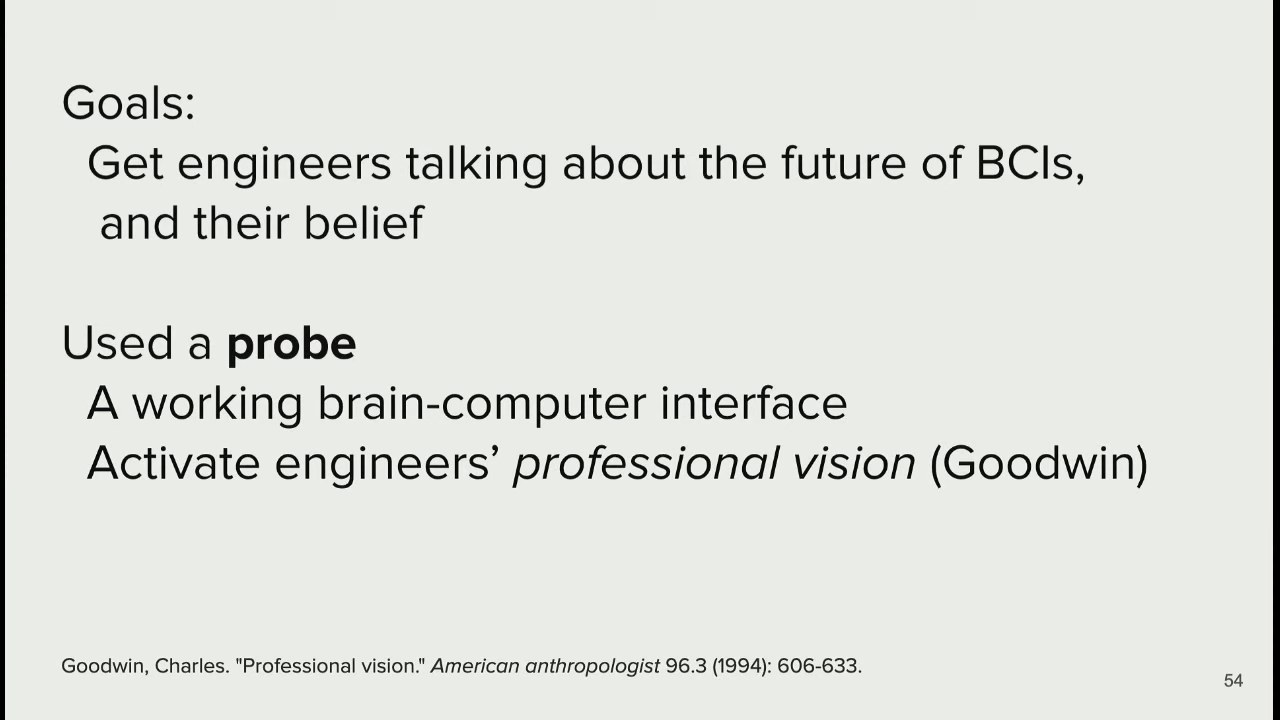 Goals:
Get engineers talking about the future of BCIs,
and their belief
Used a probe
A working brain-computer interface
Activate engineers’ professional vision (Goodwin)
Goodwin, Charles. "Professional vision." American anthropologist 96.3 (1994): 606-633.
54